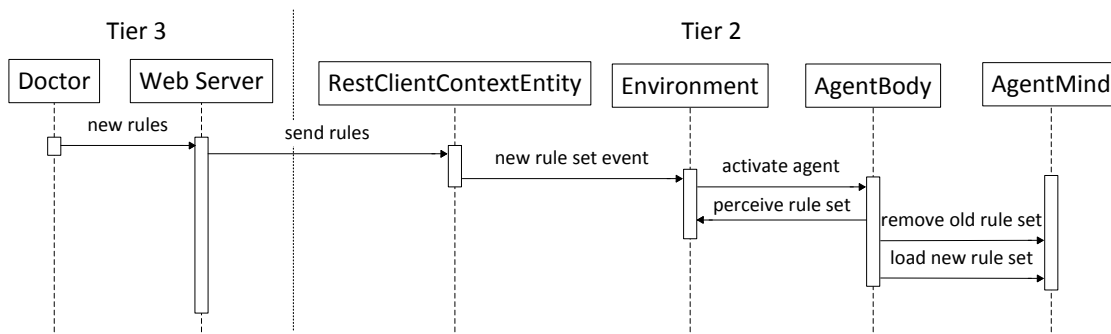 Tier 3
Tier 2
Doctor
Web Server
RestClientContextEntity
Environment
AgentBody
AgentMind
new rules
send rules
new rule set event
activate agent
perceive rule set
remove old rule set
load new rule set